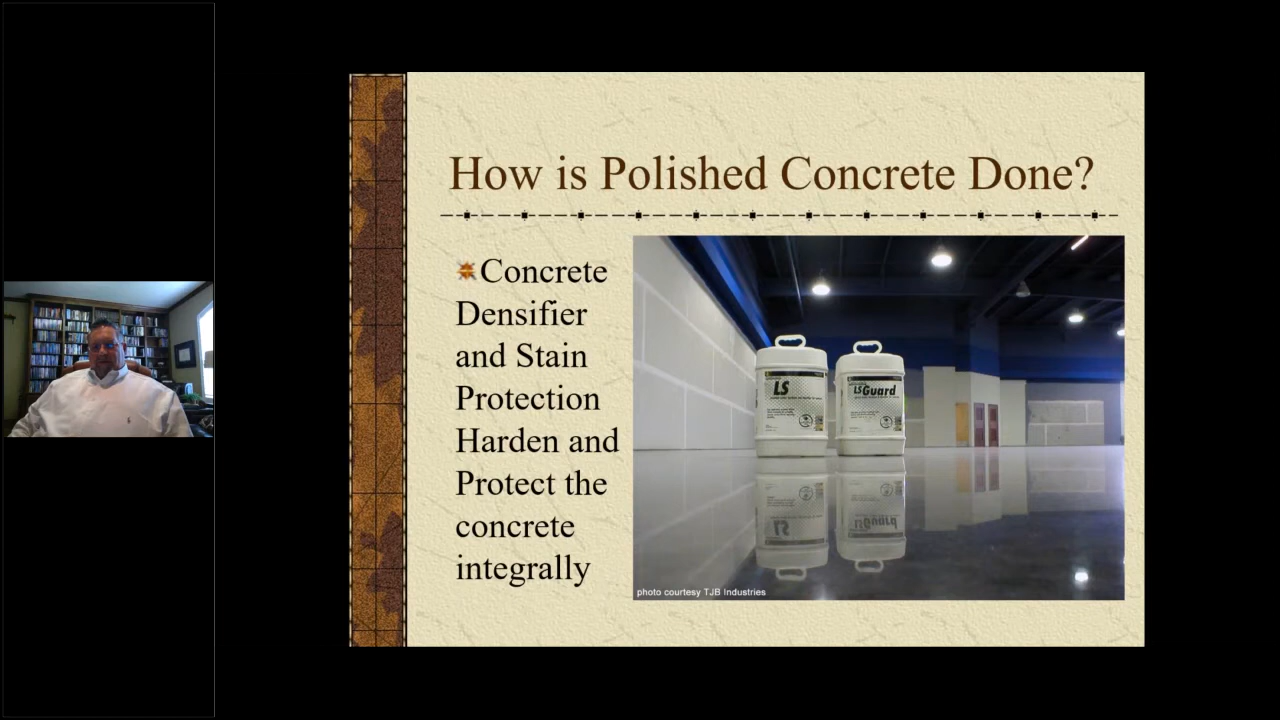 How is Polished Concrete Done?
Concrete
Densifier
and Stain
Protection
Harden and
Protect the
concrete
integrally
LS
LSGuard
photo courtesy TJB Industries